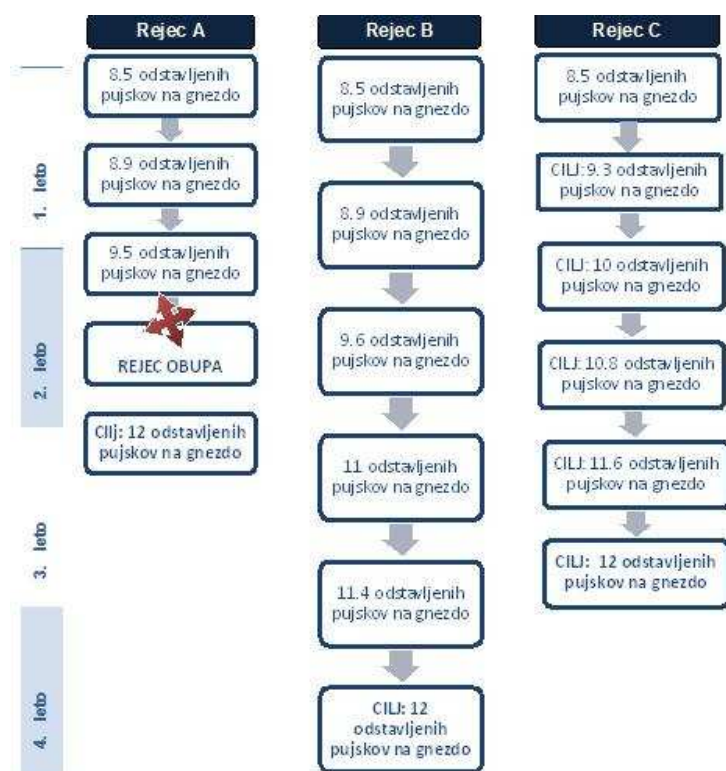 Rejec A
8.5 odstavljenih
pujskov na gnezdo
8.9 odstavljenih
pujskov na gnezdo
9.5 odstavljenih
pujskov na gnezdo
REJEC OBUPA
CIlj: 12 odstavljenih
pujskov na gnezdo
Rejec B
8.5 odstavljenih
pujskov na gnezdo
8.9 odstavljenih
pujskov na gnezdo
9.6 odstavljenih
pujskov na gnezdo
11 odstavljenih
pujskov na gnezdo
11.4 odstavljenih
pujskov na gnezdo
CILJ: 12
odstavljenih
pujskov na gnezdo
Rejec C
8.5 odstavljenih
pujskov na gnezdo
CILJ: 9.3 odstavljenih
pujskov na gnezdo
CILJ: 10 odstavljenih
pujskov na gnezdo
CILJ: 10.8 odstavljenih
pujskov na gnezdo
CILJ: 11.6 odstavljenih
pujskov na gnezdo
CILJ: 12 odstavljenih
pujskov na gnezdo
1. leto
2. leto
3. leto
4. leto